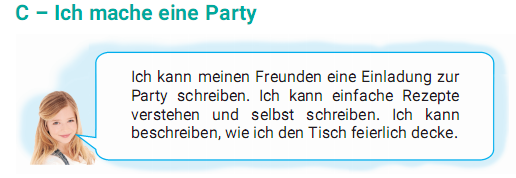 C – Ich mache eine Party
Ich kann meinen Freunden eine Einladung zur
Party schreiben. Ich kann einfache Rezepte
verstehen und selbst schreiben. Ich kann
beschreiben, wie ich den Tisch feierlich decke.